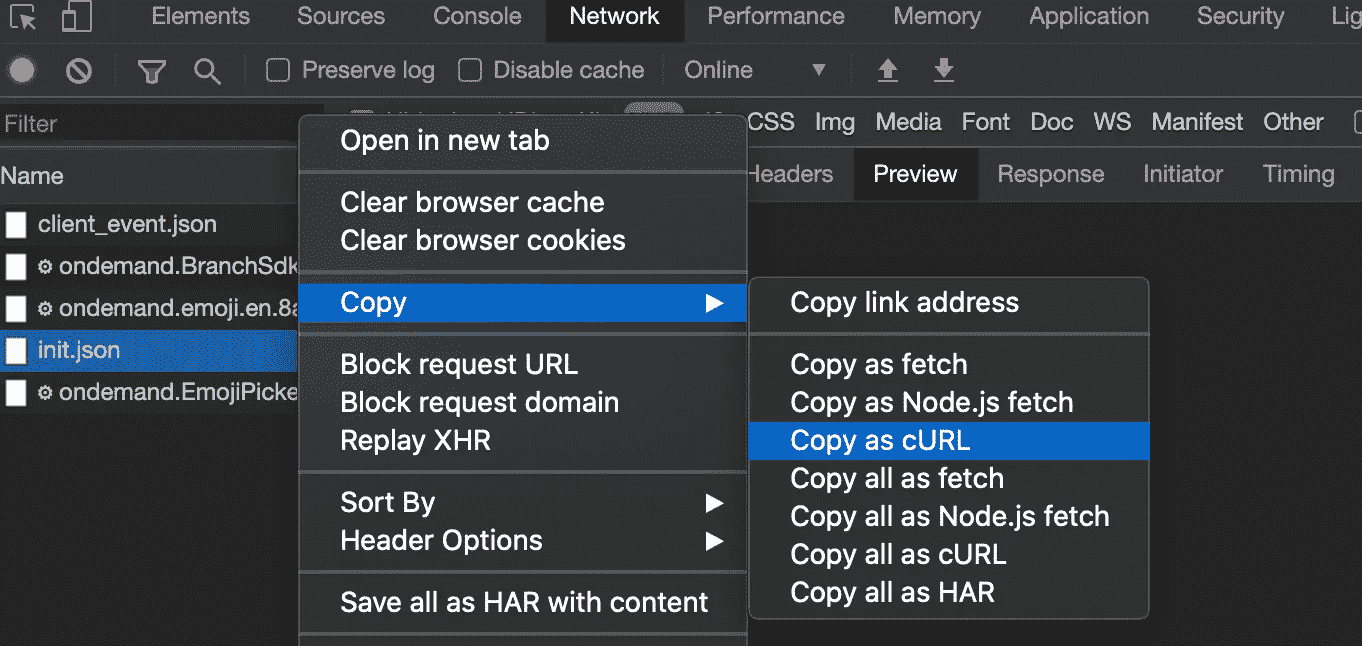 Elements Sources Console Network Performance Memory Application Security Lig
Preserve log Disable cache Online
Filter
CSS Img Media Font Doc WS Manifest Other
Headers Preview Response Initiator Timing
Name
client_event.json
ondemand.BranchSdk
ondemand.emoji.en.8a
init.json
ondemand.EmojiPicke
Open in new tab
Clear browser cache
Clear browser cookies
Copy
Block request URL
Block request domain
Replay XHR
Sort By
Header Options
Save all as HAR with content
Copy link address
Copy as fetch
Copy as Node.js fetch
Copy as cURL
Copy all as fetch
Copy all as Node.js fetch
Copy all as cURL
Copy all as HAR